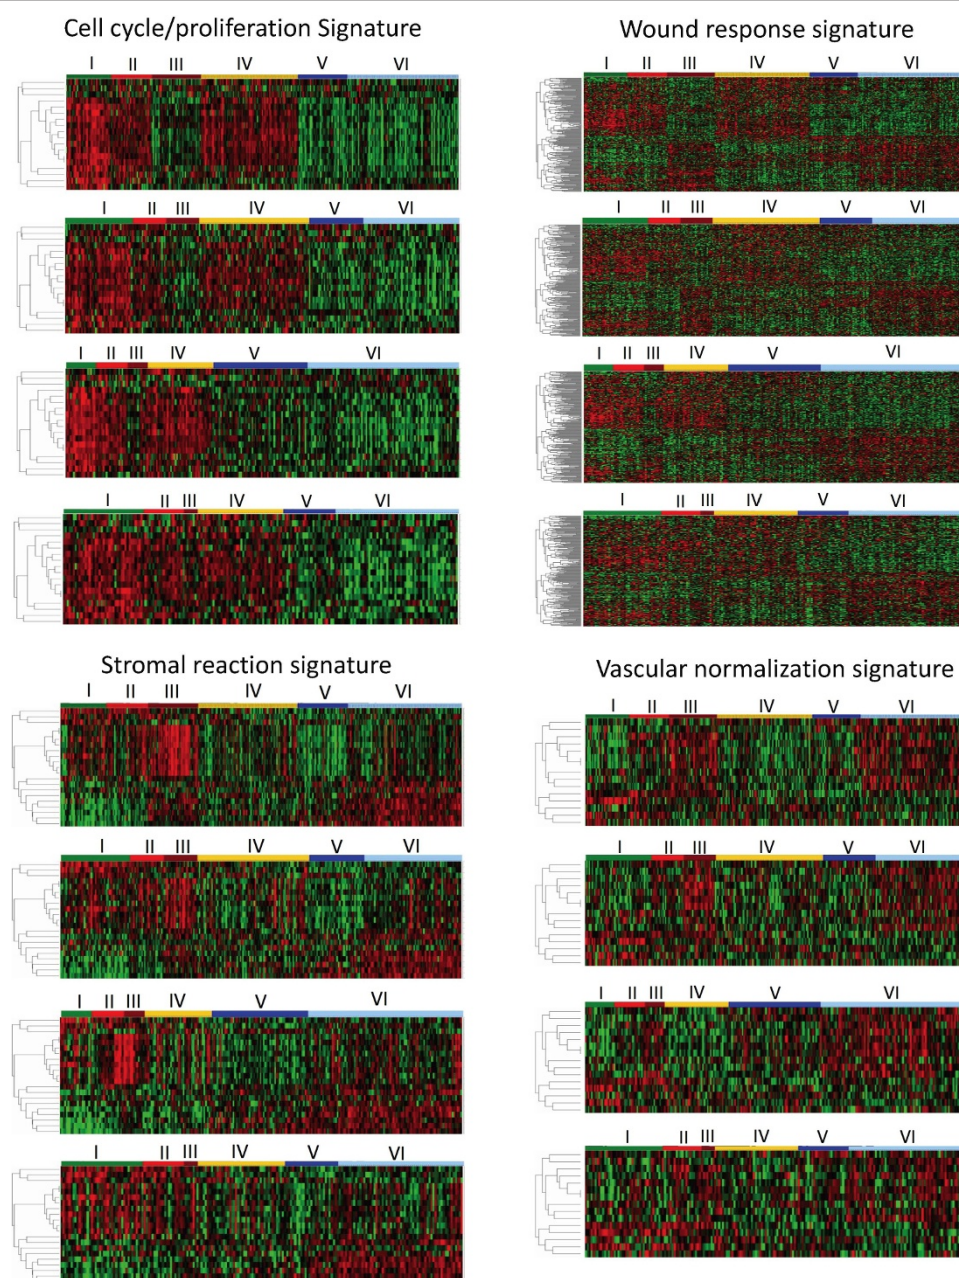 Cell cycle/proliferation Signature
I II III IV V VI
I II III IV V VI
I II III IV V VI
I II III IV V VI
Wound response signature
I II III IV V VI
I II III IV V VI
I II III IV V VI
I II III IV V VI
Stromal reaction signature
I II III IV V VI
I II III IV V VI
I II III IV V VI
I II III IV V VI
Vascular normalization signature
I II III IV V VI
I II III IV V VI
I II III IV V VI
I II III IV V VI